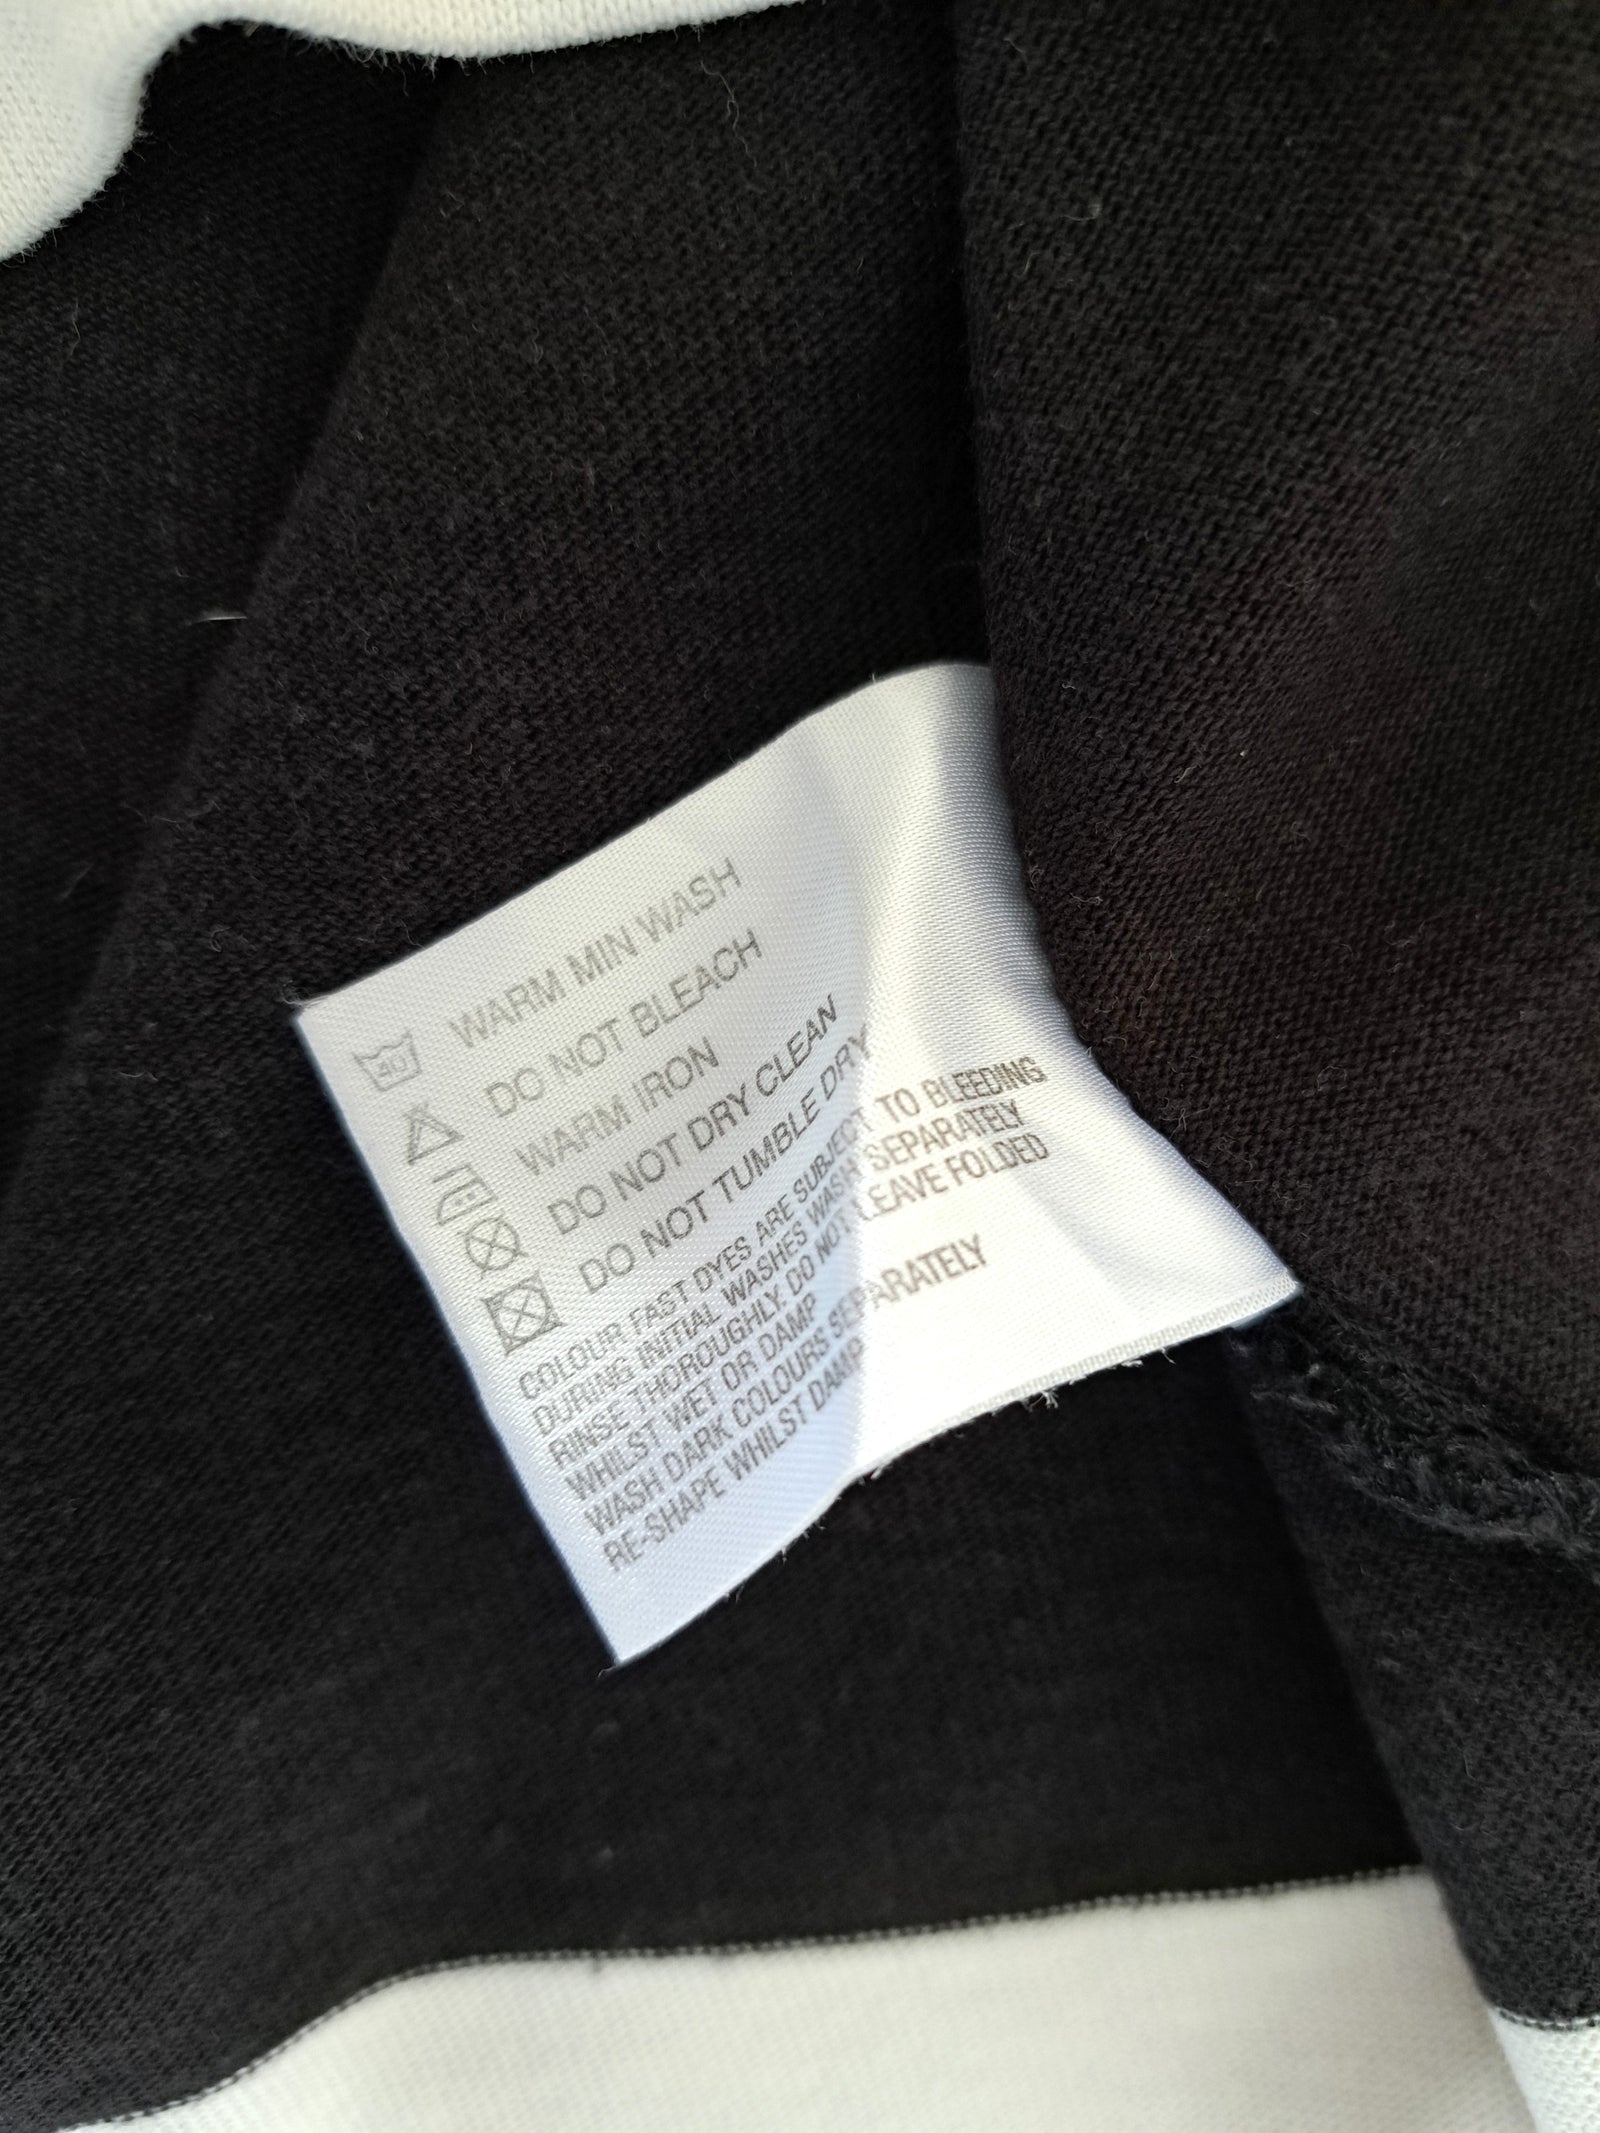 40
WARM MIN WASH
DO NOT BLEACH
WARM IRON
DO NOT DRY CLEAN
DO NOT TUMBLE DRY
COLOUR FAST DYES ARE SUBJECT TO BLEEDING
DURING INITIAL WASHES WASH SEPARATELY
RINSE THOROUGHLY. DO NOT LEAVE FOLDED
WHILST WET OR DAMP
WASH DARK COLOURS SEPARATELY
RE-SHAPE WHILST DAMP